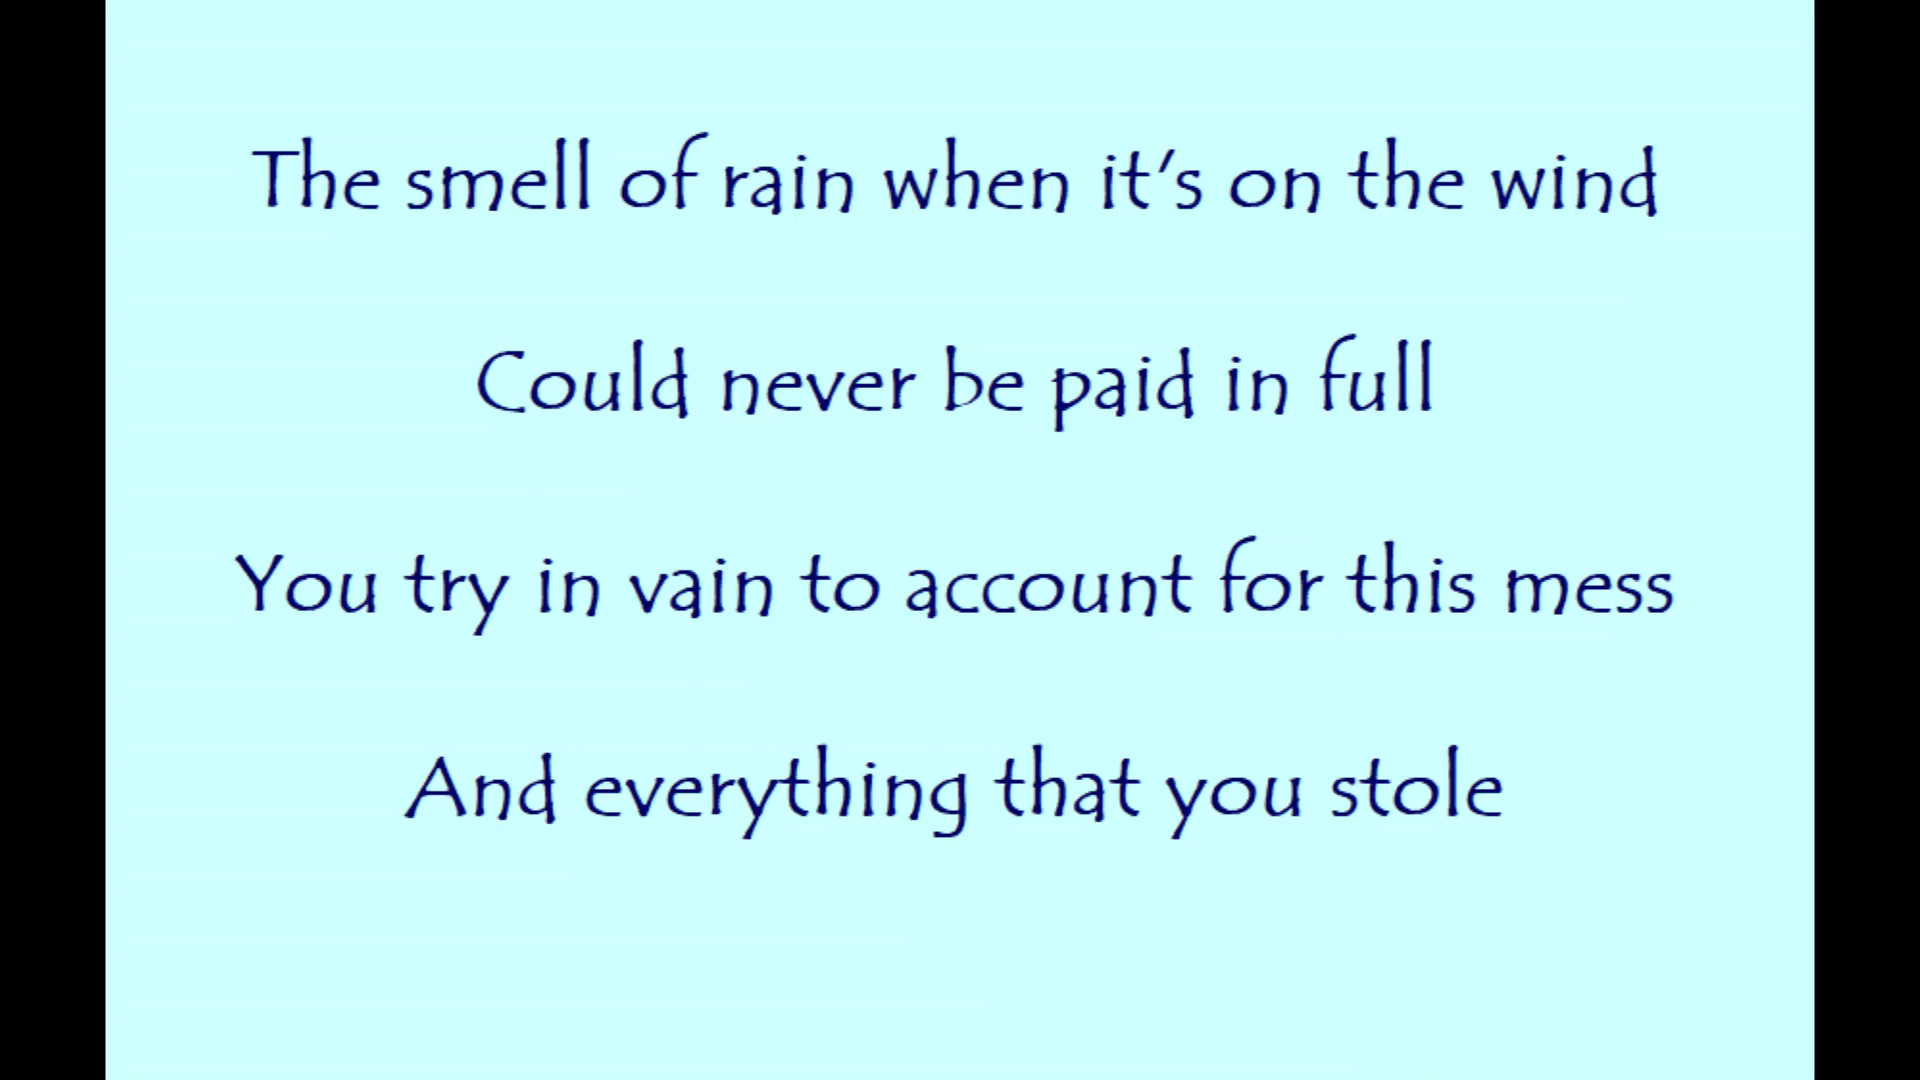 The smell of rain when it's on the wind
Could never be paid in full
You try in vain to account for this mess
And everything that you stole